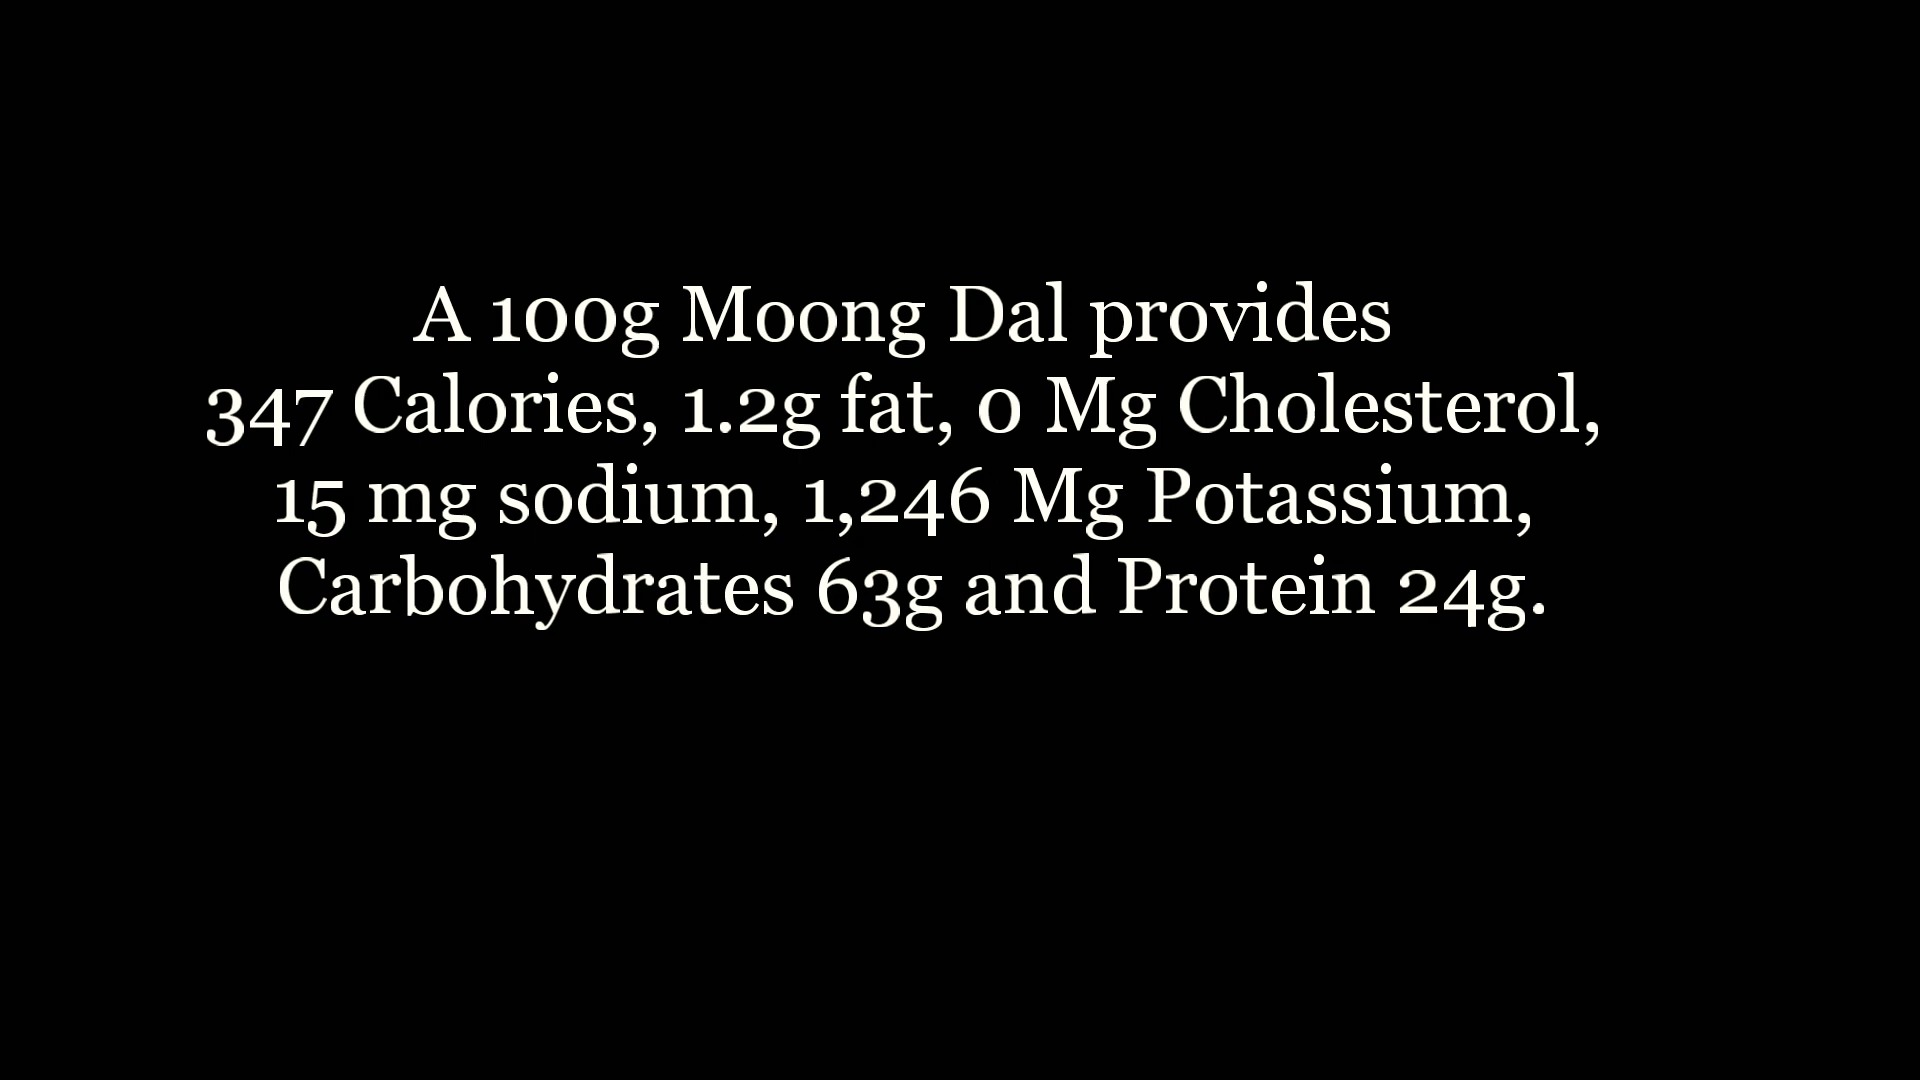 A 100g Moong Dal provides
347 Calories, 1.2g fat, 0 Mg Cholesterol,
15 mg sodium, 1,246 Mg Potassium,
Carbohydrates 63g and Protein 24g.